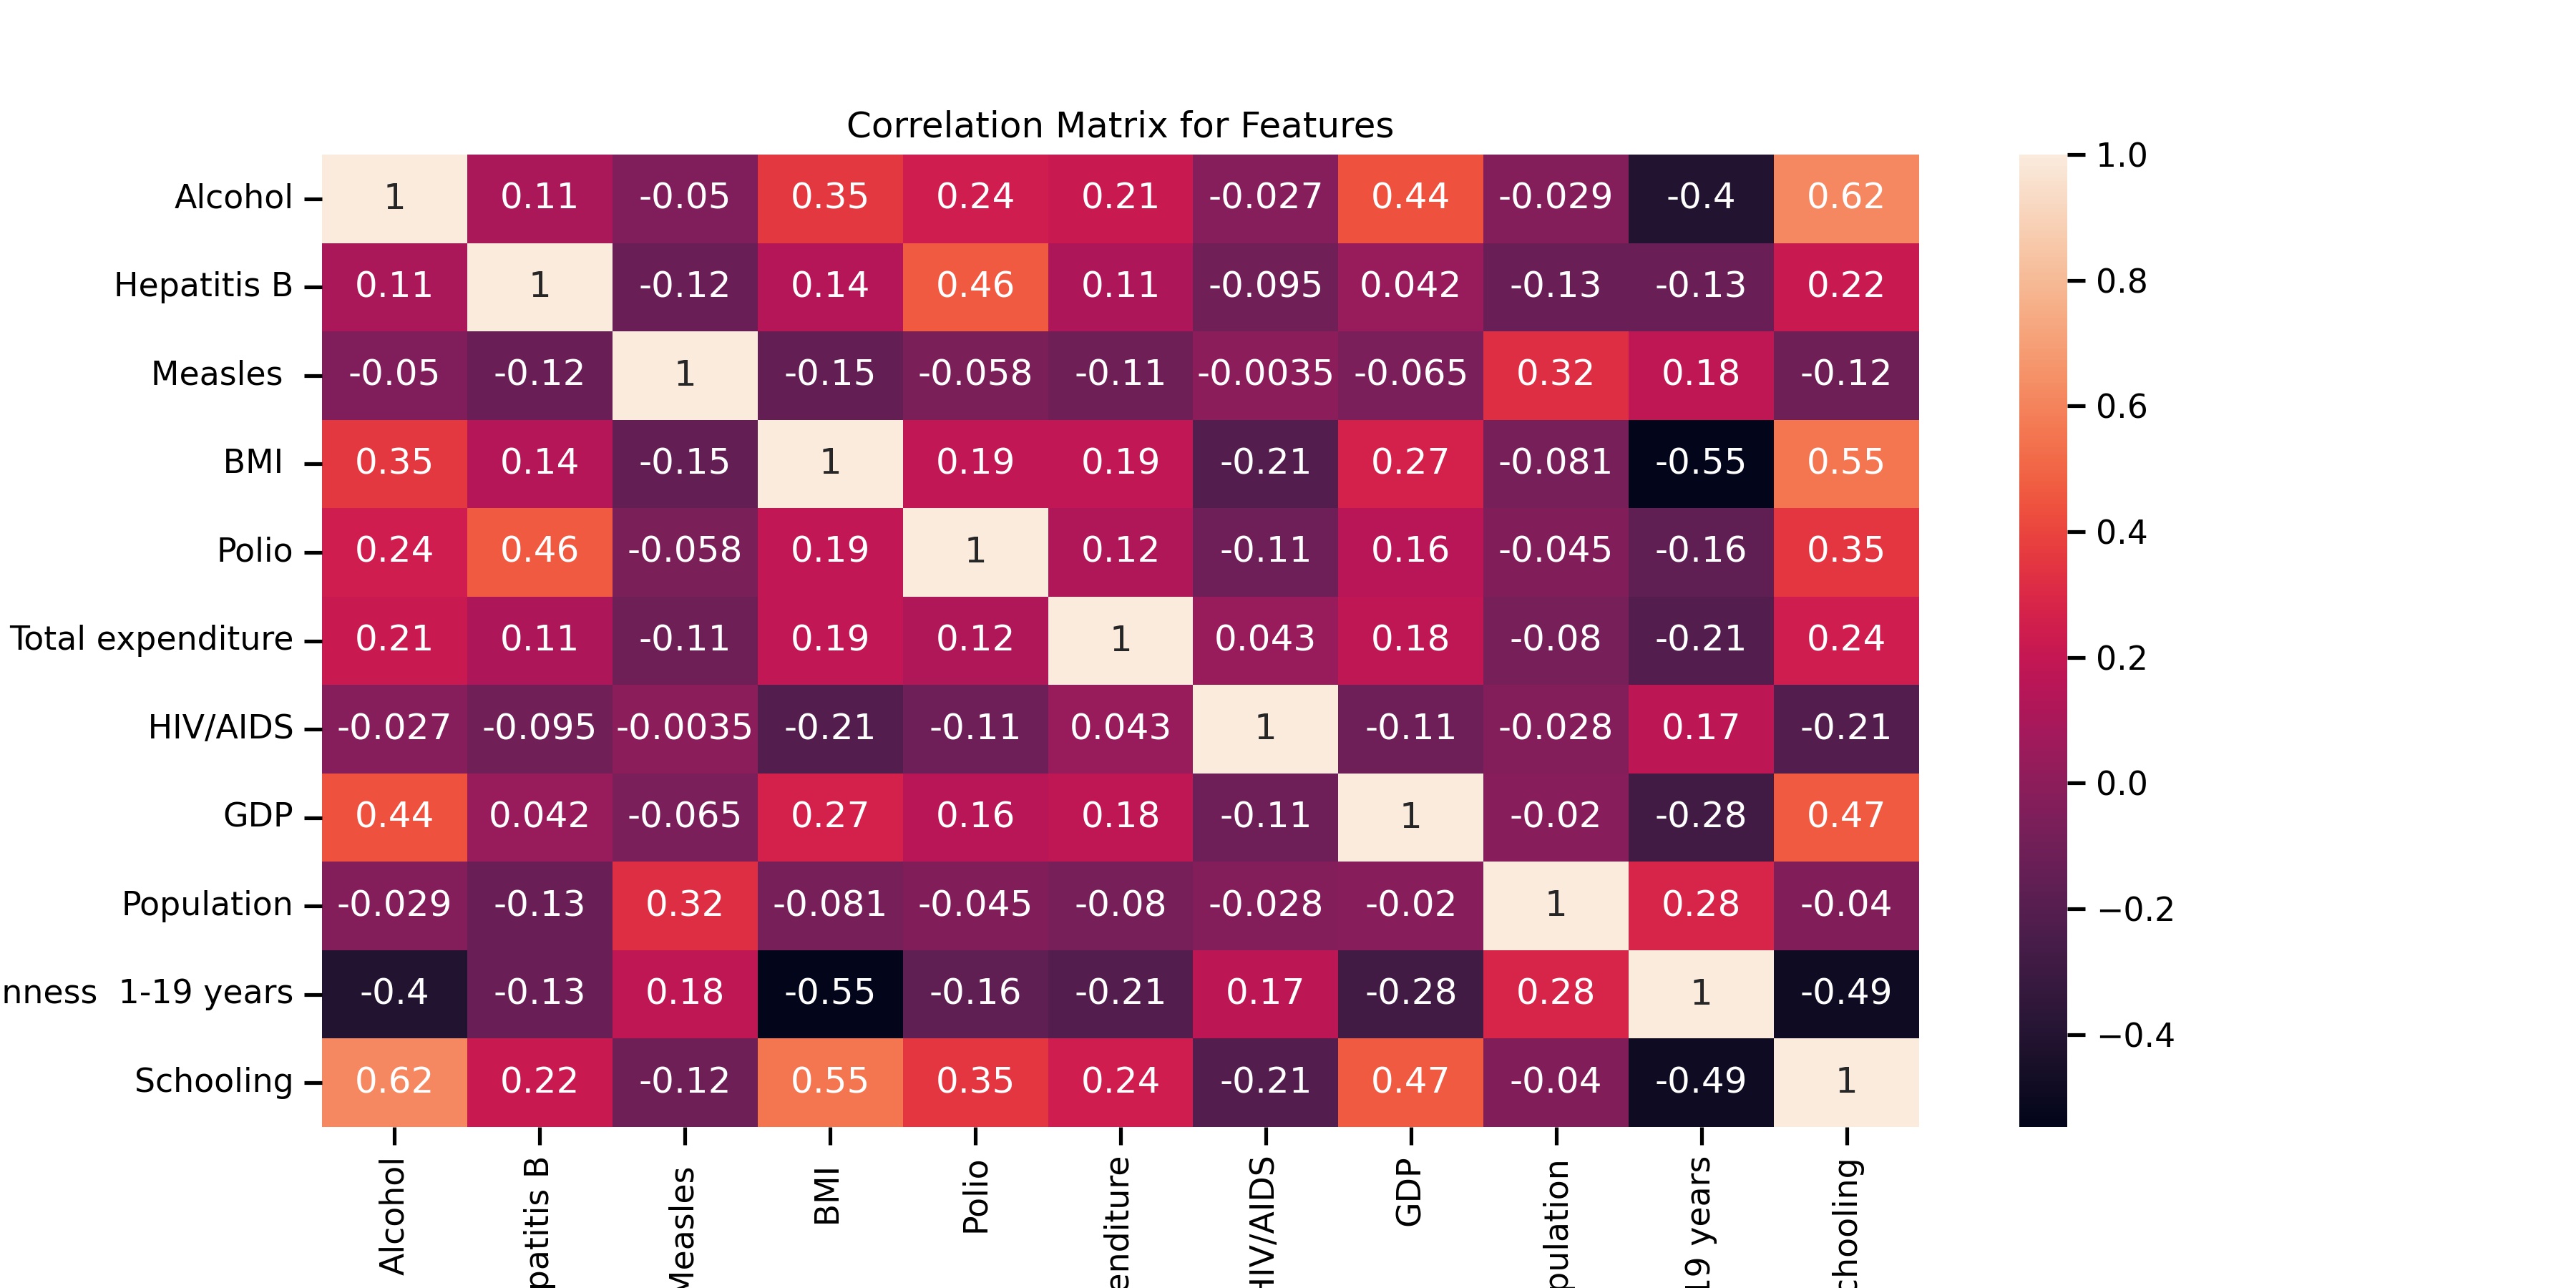 Correlation Matrix for Features
Alcohol 1 0.11 -0.05 0.35 0.24 0.21 -0.027 0.44 -0.029 -0.4 0.62 1.0
Hepatitis B 0.11 1 -0.12 0.14 0.46 0.11 -0.095 0.042 -0.13 -0.13 0.22 0.8
Measles -0.05 -0.12 1 -0.15 -0.058 -0.11 -0.0035 -0.065 0.32 0.18 -0.12 0.6
BMI 0.35 0.14 -0.15 1 0.19 0.19 -0.21 0.27 -0.081 -0.55 0.55
Polio 0.24 0.46 -0.058 0.19 1 0.12 -0.11 0.16 -0.045 -0.16 0.35 0.4
Total expenditure 0.21 0.11 -0.11 0.19 0.12 1 0.043 0.18 -0.08 -0.21 0.24 0.2
HIV/AIDS -0.027 -0.095 -0.0035 -0.21 -0.11 0.043 1 -0.11 -0.028 0.17 -0.21 0.0
GDP 0.44 0.042 -0.065 0.27 0.16 0.18 -0.11 1 -0.02 -0.28 0.47
Population -0.029 -0.13 0.32 -0.081 -0.045 -0.08 -0.028 -0.02 1 0.28 -0.04 −0.2
nness 1-19 years -0.4 -0.13 0.18 -0.55 -0.16 -0.21 0.17 -0.28 0.28 1 -0.49 −0.4
Schooling 0.62 0.22 -0.12 0.55 0.35 0.24 -0.21 0.47 -0.04 -0.49 1
Alcohol
patitis B
Measles
BMI
Polio
enditure
HIV/AIDS
GDP
pulation
19 years
chooling